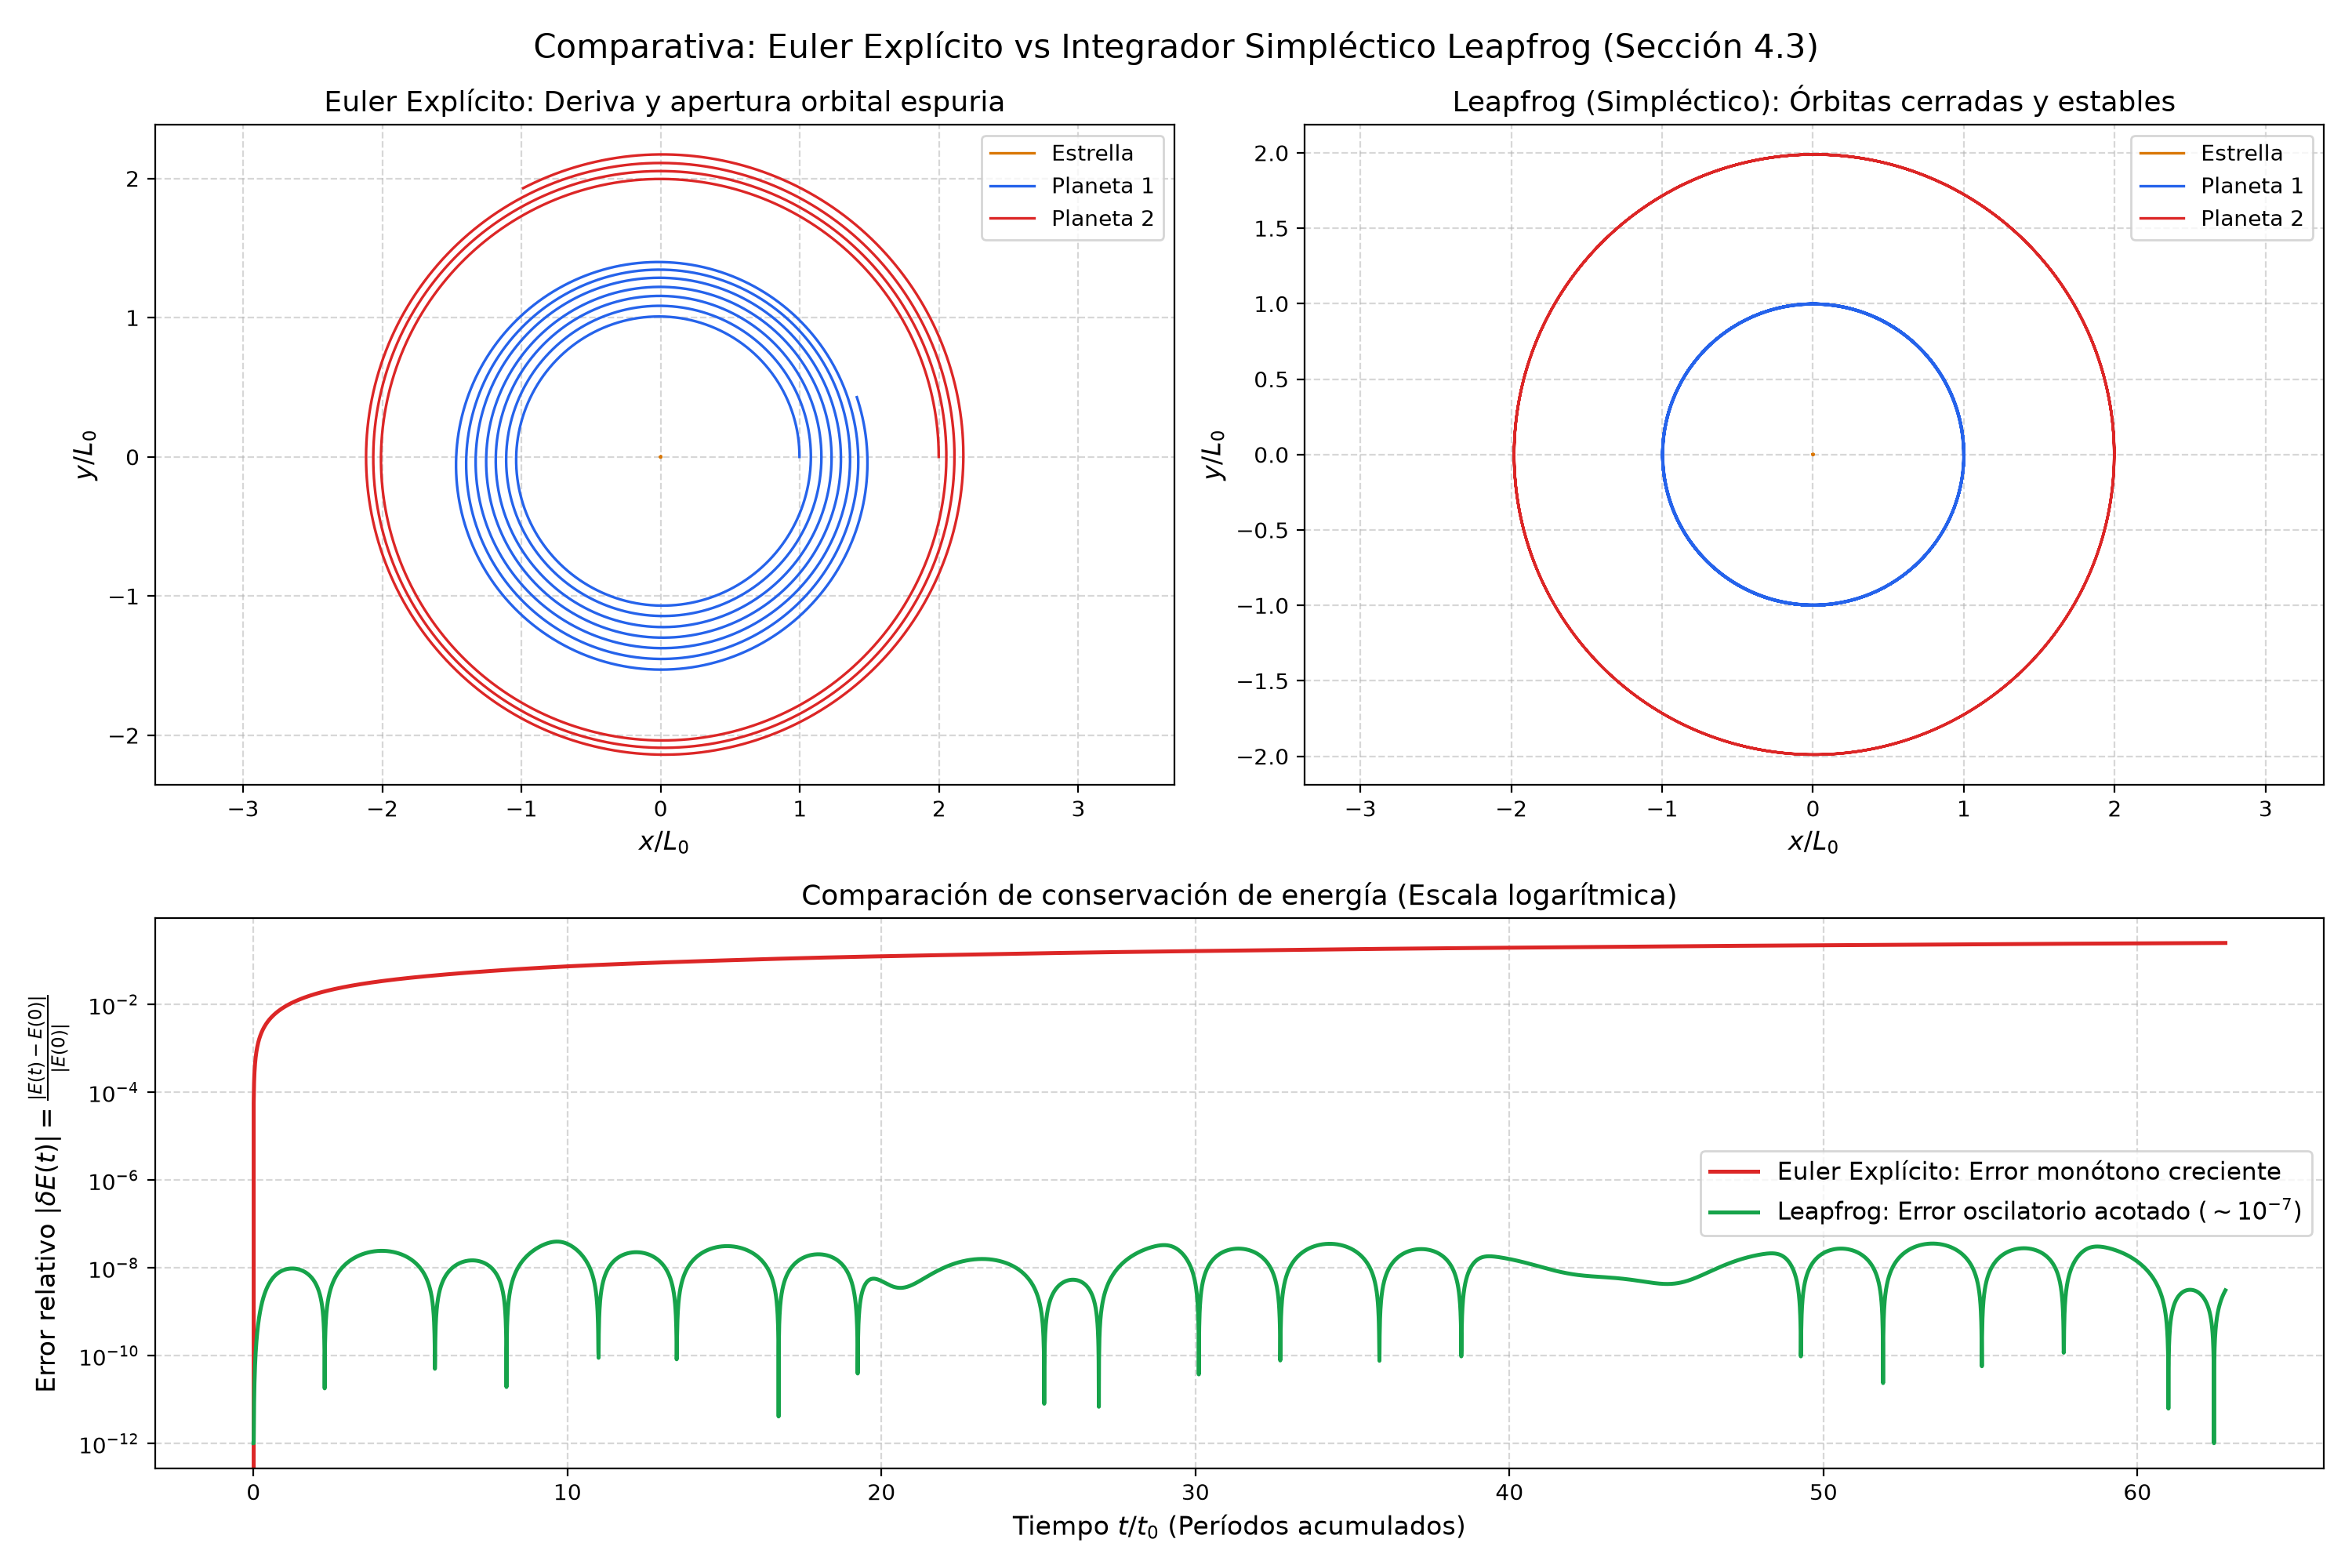 Comparativa: Euler Explícito vs Integrador Simpléctico Leapfrog (Sección 4.3)
Euler Explícito: Deriva y apertura orbital espuria
Estrella
Planeta 1
Planeta 2
2
1
0
−1
−2
y/L₀
−3 −2 −1 0 1 2 3
x/L₀
Leapfrog (Simpléctico): Órbitas cerradas y estables
Estrella
Planeta 1
Planeta 2
2.0
1.5
1.0
0.5
0.0
−0.5
−1.0
−1.5
−2.0
y/L₀
−3 −2 −1 0 1 2 3
x/L₀
Comparación de conservación de energía (Escala logarítmica)
Error relativo |δE(t)| = |E(t) − E(0)| / |E(0)|
10⁻²
10⁻⁴
10⁻⁶
10⁻⁸
10⁻¹⁰
10⁻¹²
Euler Explícito: Error monótono creciente
Leapfrog: Error oscilatorio acotado (∼ 10⁻⁷)
0 10 20 30 40 50 60
Tiempo t/t₀ (Períodos acumulados)